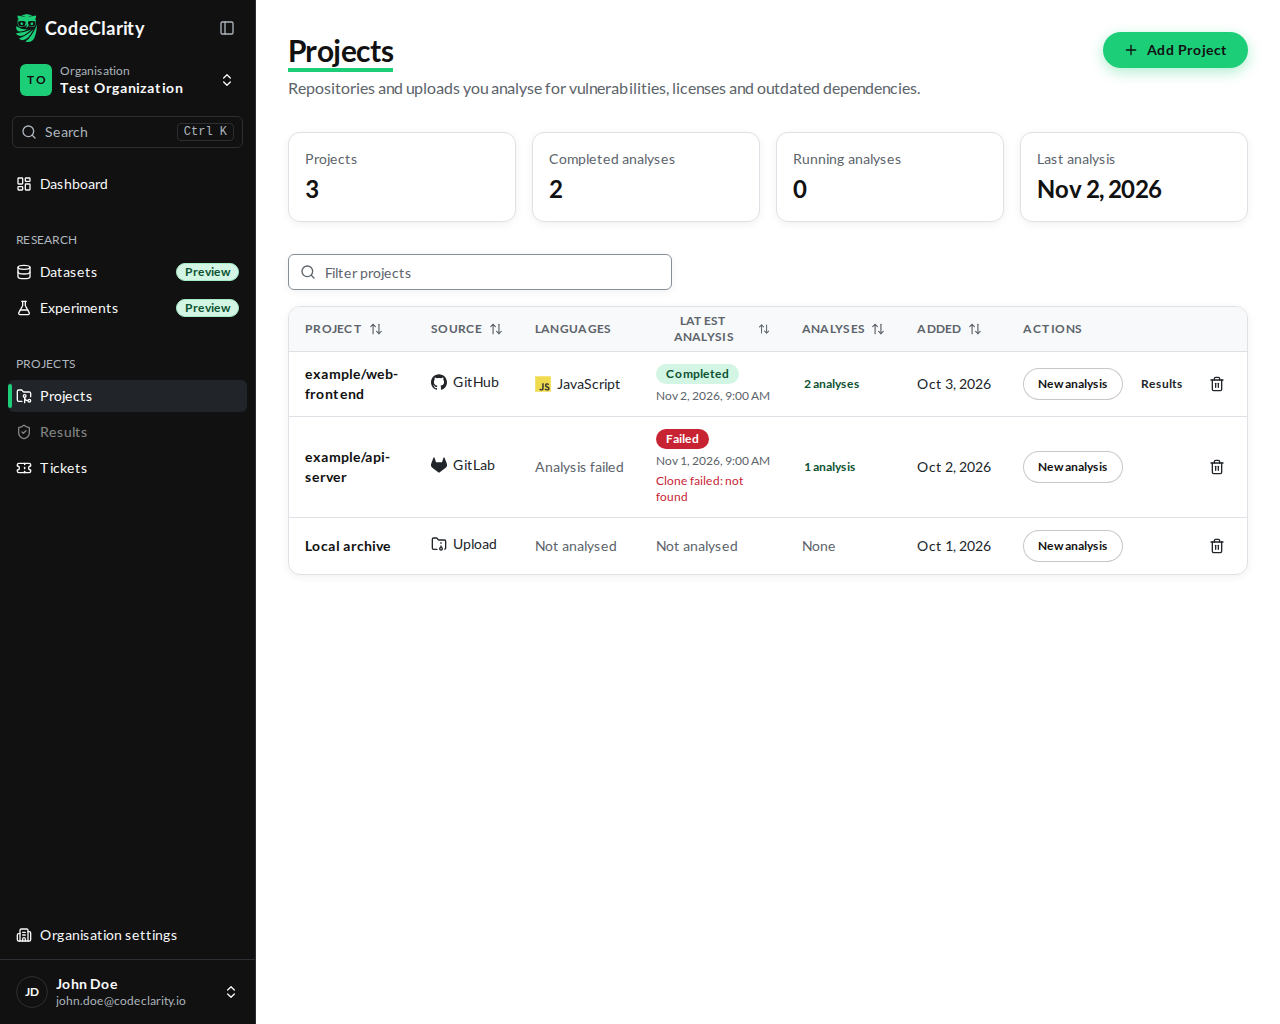 CodeClarity
TO
Organisation
Test Organization
Search
Ctrl K
Dashboard
RESEARCH
Datasets
Preview
Experiments
Preview
PROJECTS
Projects
Results
Tickets
Organisation settings
JD
John Doe
john.doe@codeclarity.io
Projects
Add Project
Repositories and uploads you analyse for vulnerabilities, licenses and outdated dependencies.
Projects
3
Completed analyses
2
Running analyses
0
Last analysis
Nov 2, 2026
Filter projects
PROJECT
SOURCE
LANGUAGES
LATEST
ANALYSIS
ANALYSES
ADDED
ACTIONS
example/web-
frontend
GitHub
JS
JavaScript
Completed
Nov 2, 2026, 9:00 AM
2 analyses
Oct 3, 2026
New analysis
Results
example/api-
server
GitLab
Analysis failed
Failed
Nov 1, 2026, 9:00 AM
Clone failed: not
found
1 analysis
Oct 2, 2026
New analysis
Local archive
Upload
Not analysed
Not analysed
None
Oct 1, 2026
New analysis